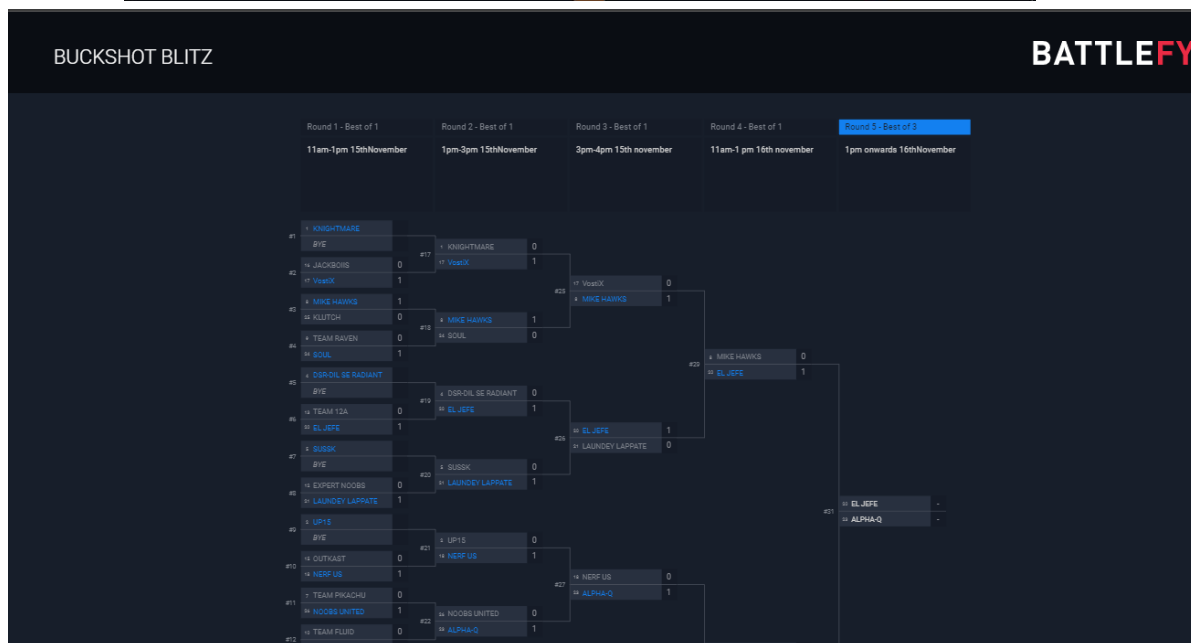 BUCKSHOT BLITZ
BATTLEFY
Round 1 - Best of 1
Round 2 - Best of 1
Round 3 - Best of 1
Round 4 - Best of 1
Round 5 - Best of 3
11am-1pm 15thNovember
1pm-3pm 15thNovember
3pm-4pm 15th november
11am-1 pm 16th november
1pm onwards 16thNovember
#1
1 KNIGHTMARE
BYE
#2
16 JACKBOIIS 0
17 VostiX 1
#3
MIKE HAWKS 1
KLUTCH 0
#4
TEAM RAVEN 0
SOUL 1
#5
4 DSR-DIL SE RADIANT
BYE
#6
TEAM 12A 0
EL JEFE 1
#7
SUSSK
BYE
#8
EXPERT NOOBS 0
LAUNDEY LAPPATE 1
#9
UP15
BYE
#10
OUTKAST 0
NERF US 1
#11
7 TEAM PIKACHU 0
NOOBS UNITED 1
#12
TEAM FLUID 0
#17
1 KNIGHTMARE 0
17 VostiX 1
#18
MIKE HAWKS 1
SOUL 0
#19
4 DSR-DIL SE RADIANT 0
EL JEFE 1
#20
SUSSK 0
LAUNDEY LAPPATE 1
#21
UP15 0
NERF US 1
#22
NOOBS UNITED 0
ALPHA-Q 1
#25
17 VostiX 0
MIKE HAWKS 1
#26
EL JEFE 1
LAUNDEY LAPPATE 0
#27
NERF US 0
ALPHA-Q 1
#29
MIKE HAWKS 0
EL JEFE 1
#31
EL JEFE -
ALPHA-Q -